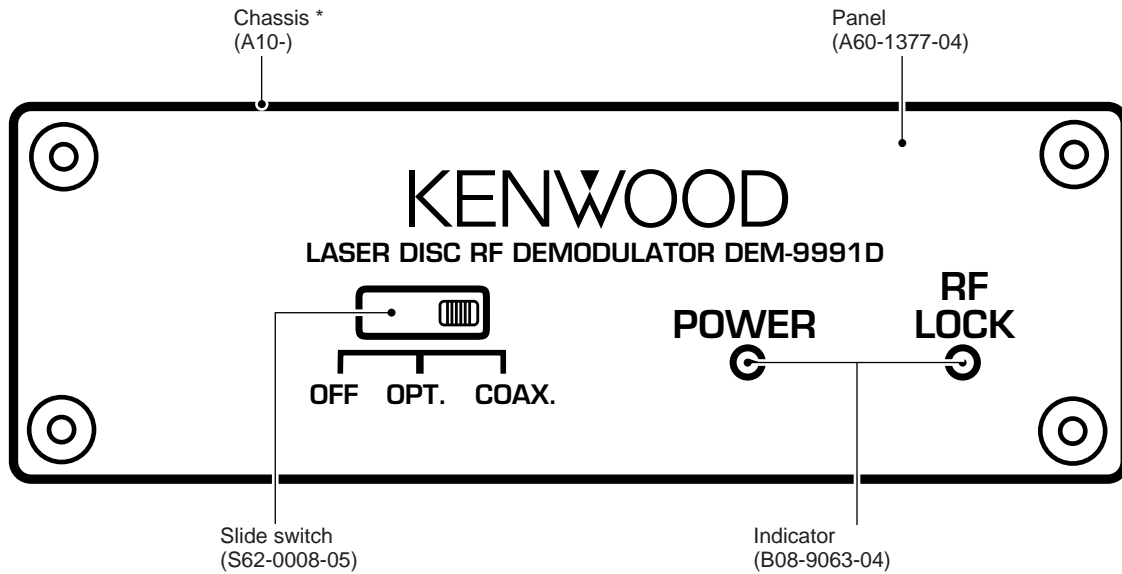 Chassis *
(A10-)
Panel
(A60-1377-04)
KENWOOD
LASER DISC RF DEMODULATOR DEM-9991D
POWER
RF
LOCK
OFF OPT. COAX.
Slide switch
(S62-0008-05)
Indicator
(B08-9063-04)